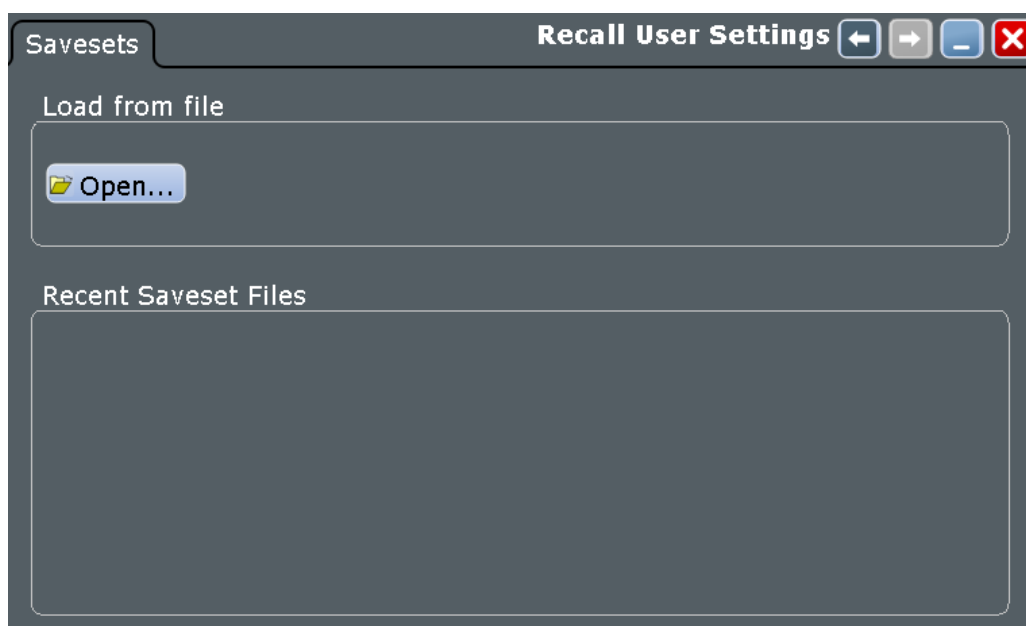 Savesets
Recall User Settings
Load from file
Open...
Recent Saveset Files